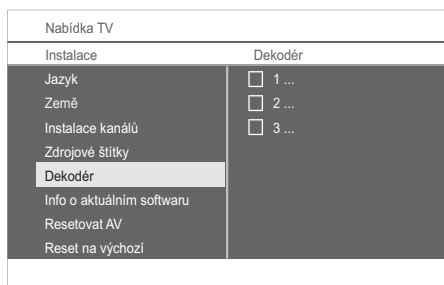 Nabídka TV
Instalace
Dekodér
Jazyk
Země
Instalace kanálů
Zdrojové štítky
Dekodér
Info o aktuálním softwaru
Resetovat AV
Reset na výchozí
1 ...
2 ...
3 ...